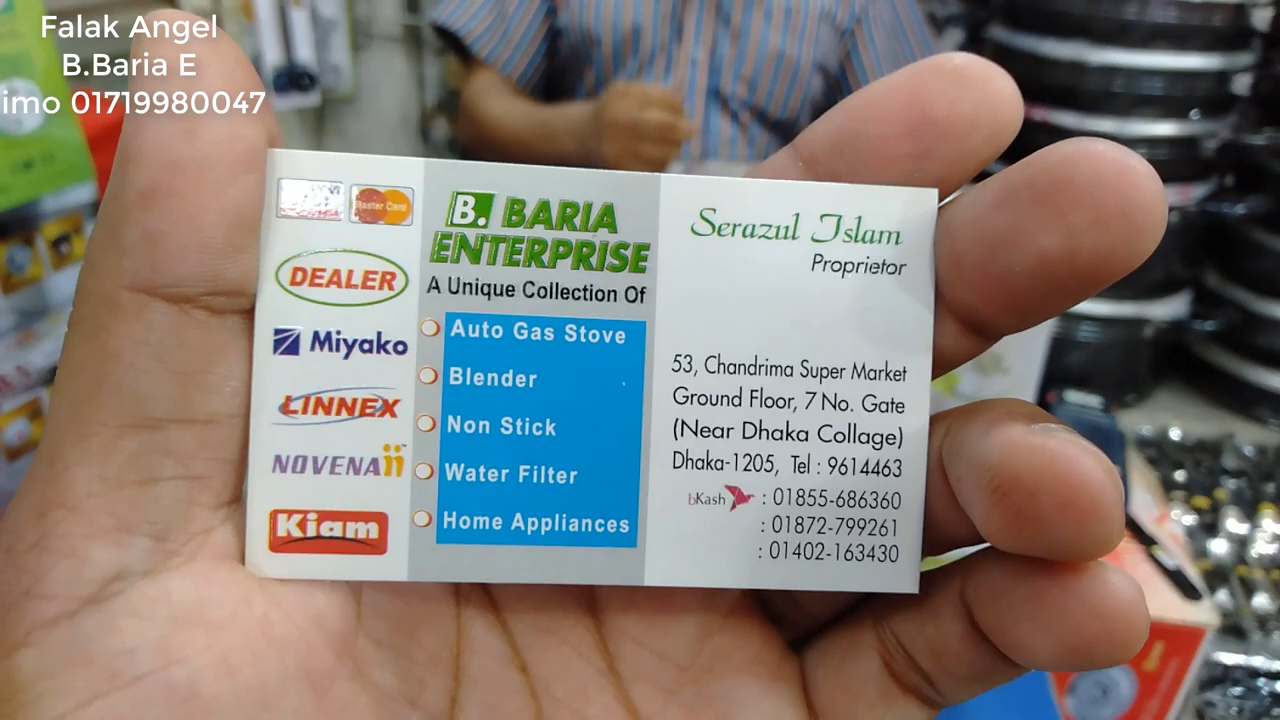 Falak Angel
B.Baria E
imo 01719980047
Master Card
DEALER
Miyako
LINNEX
NOVENA
Kiam
B. BARIA
ENTERPRISE
A Unique Collection Of
Auto Gas Stove
Blender
Non Stick
Water Filter
Home Appliances
Serazul Islam
Proprietor
53, Chandrima Super Market
Ground Floor, 7 No. Gate
(Near Dhaka Collage)
Dhaka-1205, Tel : 9614463
bKash : 01855-686360
: 01872-799261
: 01402-163430